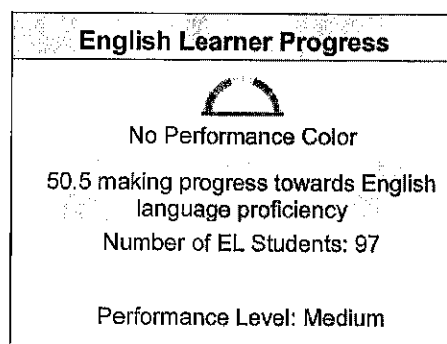 English Learner Progress
No Performance Color
50.5 making progress towards English
language proficiency
Number of EL Students: 97
Performance Level: Medium